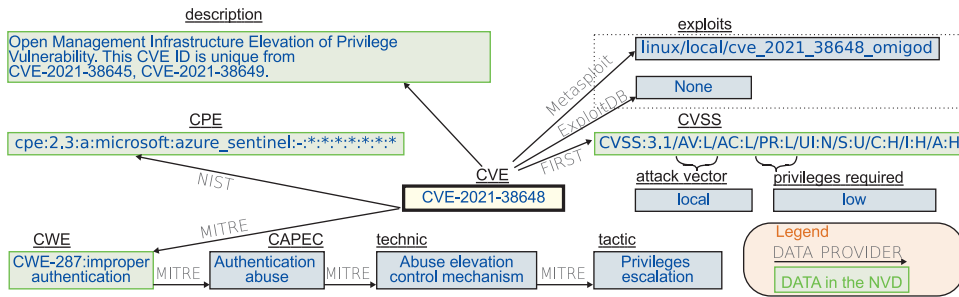 description
Open Management Infrastructure Elevation of Privilege
Vulnerability. This CVE ID is unique from
CVE-2021-38645, CVE-2021-38649.
exploits
linux/local/cve_2021_38648_omigod
None
Metasploit
ExploitDB
FIRST
CPE
cpe:2.3:a:microsoft:azure_sentinel:-:*:*:*:*:*:*:*
NIST
CVSS
CVSS:3.1/AV:L/AC:L/PR:L/UI:N/S:U/C:H/I:H/A:H
attack vector
local
privileges required
low
CVE
CVE-2021-38648
MITRE
CWE
CWE-287:improper
authentication
MITRE
CAPEC
Authentication
abuse
MITRE
technic
Abuse elevation
control mechanism
MITRE
tactic
Privileges
escalation
Legend
DATA PROVIDER
DATA in the NVD